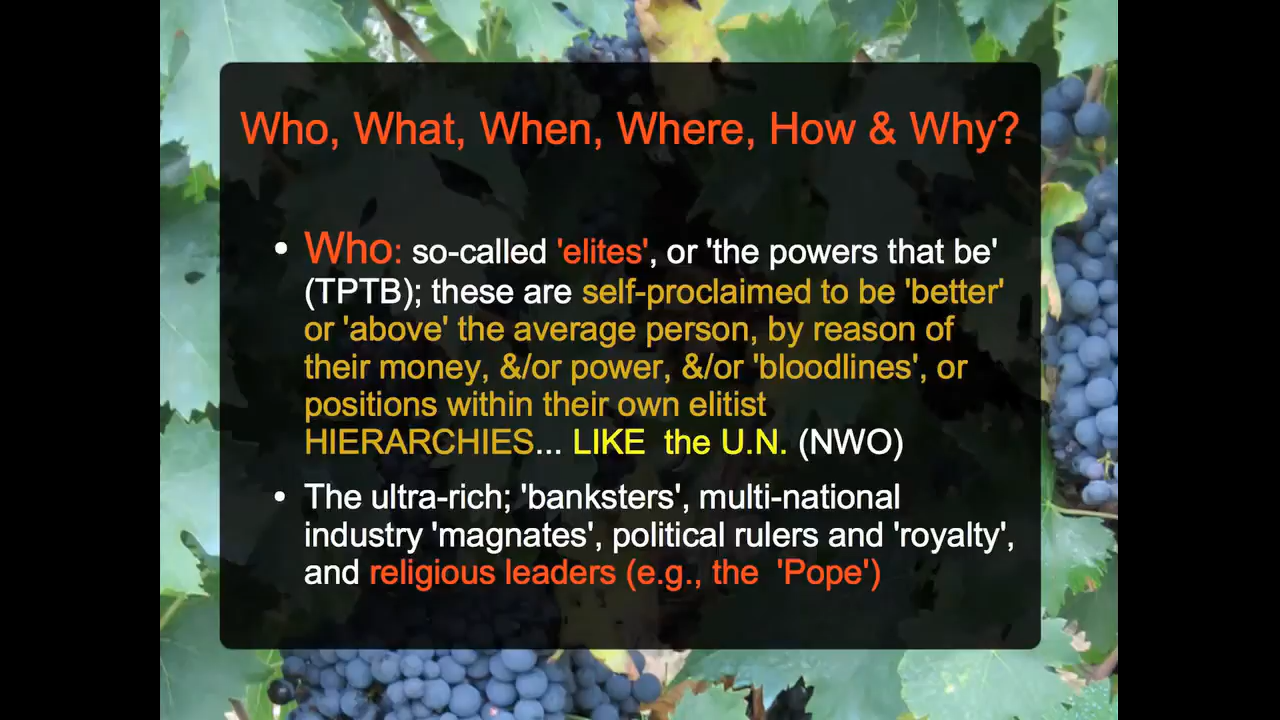 Who, What, When, Where, How & Why?
• Who: so-called 'elites', or 'the powers that be'
(TPTB); these are self-proclaimed to be 'better'
or 'above' the average person, by reason of
their money, &/or power, &/or 'bloodlines', or
positions within their own elitist
HIERARCHIES... LIKE  the U.N. (NWO)
• The ultra-rich; 'banksters', multi-national
industry 'magnates', political rulers and 'royalty',
and religious leaders (e.g., the  'Pope')